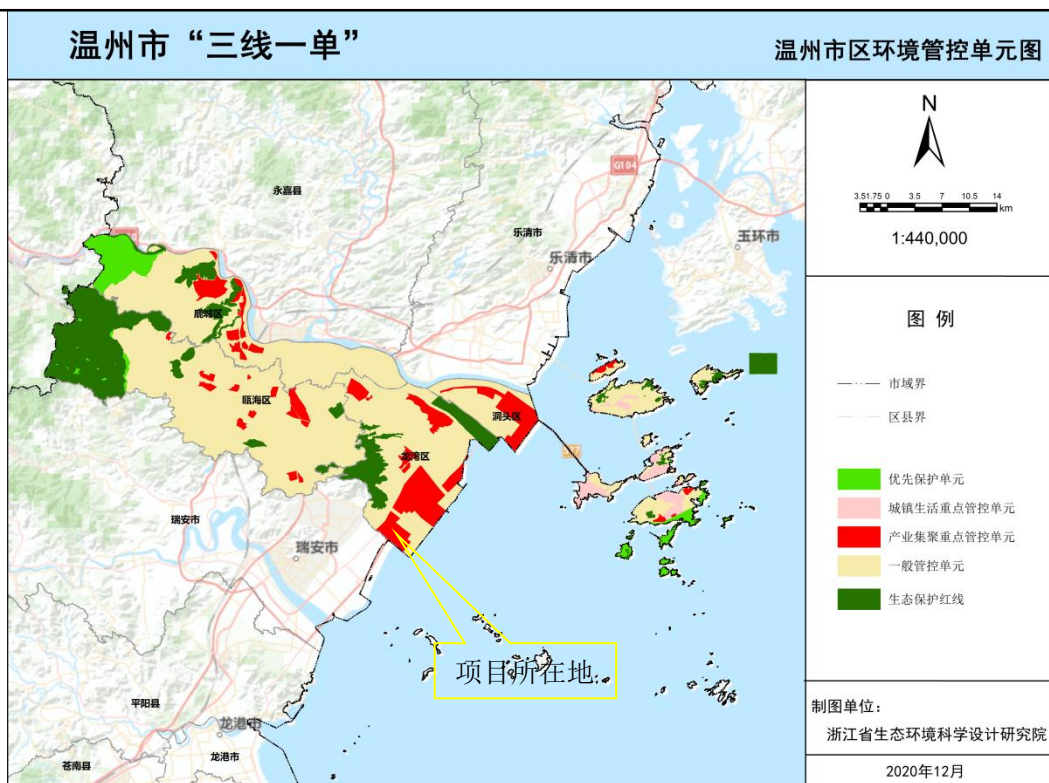 温州市“三线一单”
温州市区环境管控单元图
N
3.51.75 0 3.5 7 10.5 14
km
1:440,000
图 例
市域界
区县界
优先保护单元
城镇生活重点管控单元
产业集聚重点管控单元
一般管控单元
生态保护红线
制图单位：
浙江省生态环境科学设计研究院
2020年12月
G104
永嘉县
乐清市
乐清市
玉环市
鹿城区
瓯海区
洞头区
龙湾区
瑞安市
瑞安市
项目所在地
平阳县
龙港市
龙港市
苍南县